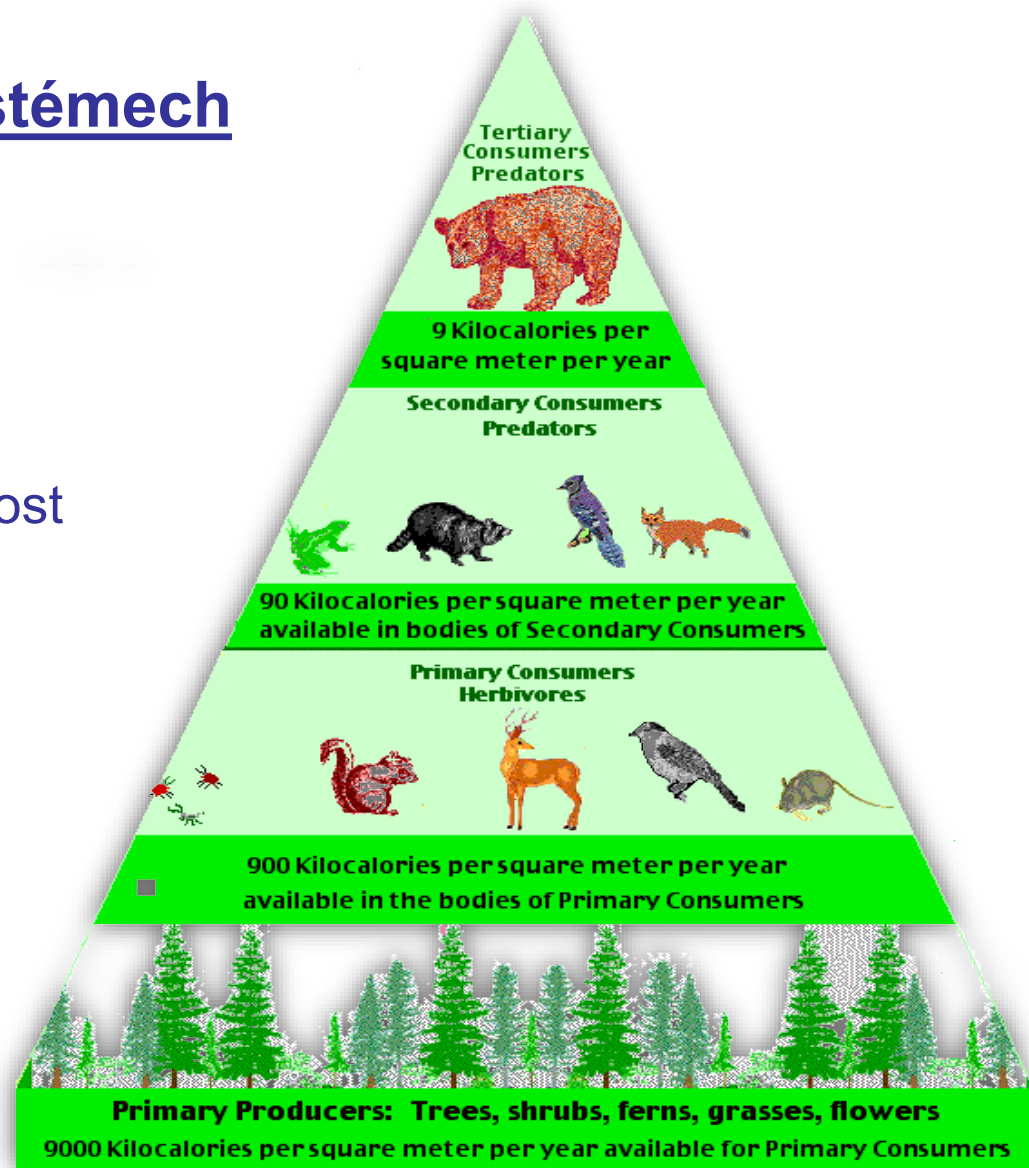 stémech
ost
Tertiary
Consumers
Predators
9 Kilocalories per
square meter per year
Secondary Consumers
Predators
90 Kilocalories per square meter per year
available in bodies of Secondary Consumers
Primary Consumers
Herbivores
900 Kilocalories per square meter per year
available in the bodies of Primary Consumers
Primary Producers: Trees, shrubs, ferns, grasses, flowers
9000 Kilocalories per square meter per year available for Primary Consumers